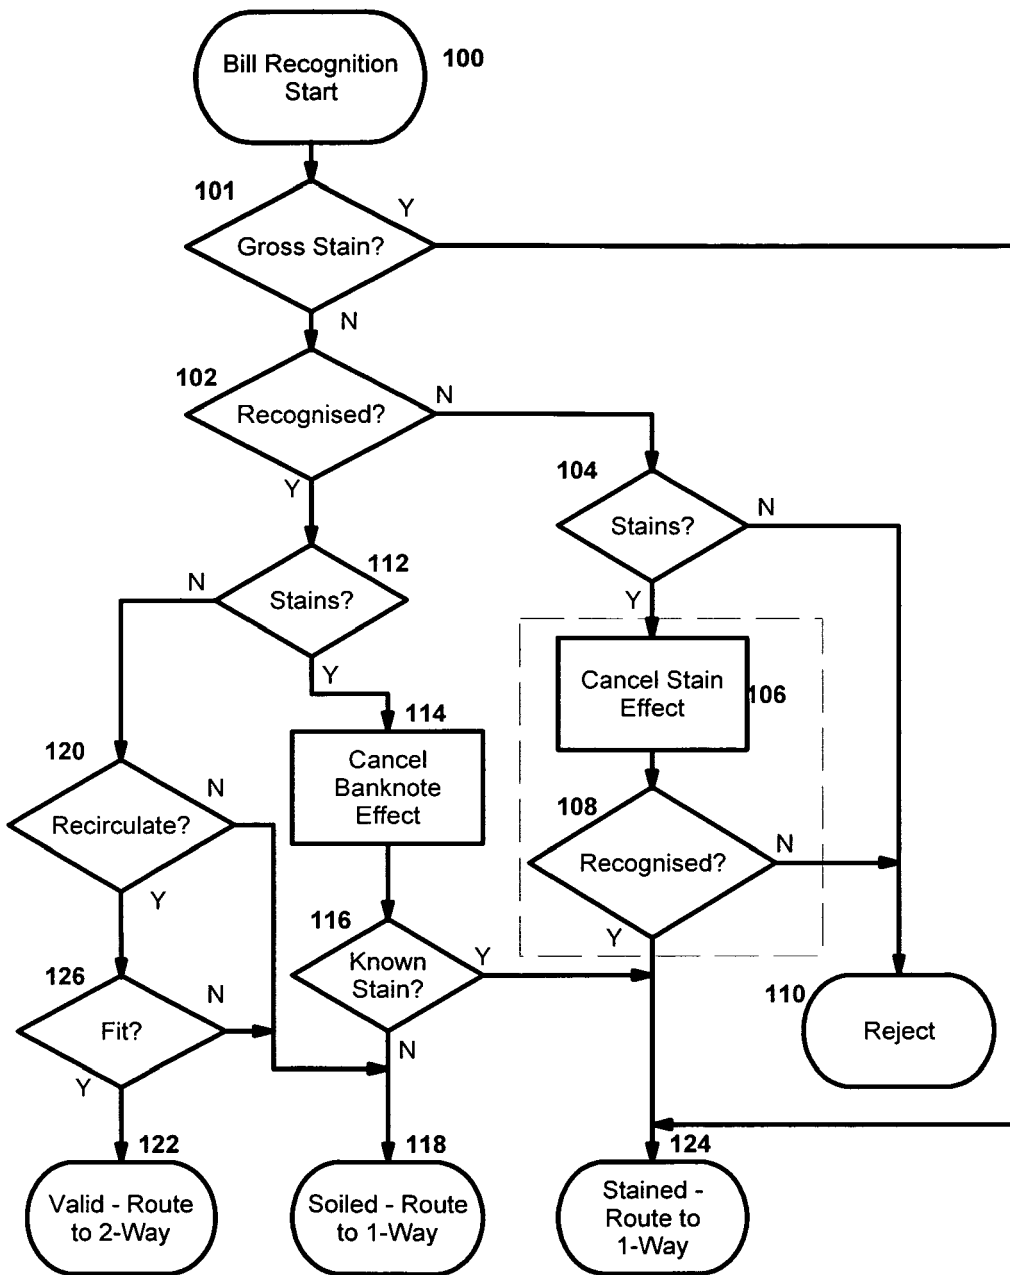 Bill Recognition
Start
100
101
Y
Gross Stain?
N
102
N
Recognised?
Y
104
N
Stains?
Y
112
N
Stains?
Y
Cancel Stain
Effect
106
114
Cancel
Banknote
Effect
120
N
Recirculate?
Y
108
N
Recognised?
Y
116
Y
Known
Stain?
N
126
N
Fit?
Y
110
Reject
122
Valid - Route
to 2-Way
118
Soiled - Route
to 1-Way
124
Stained -
Route to
1-Way